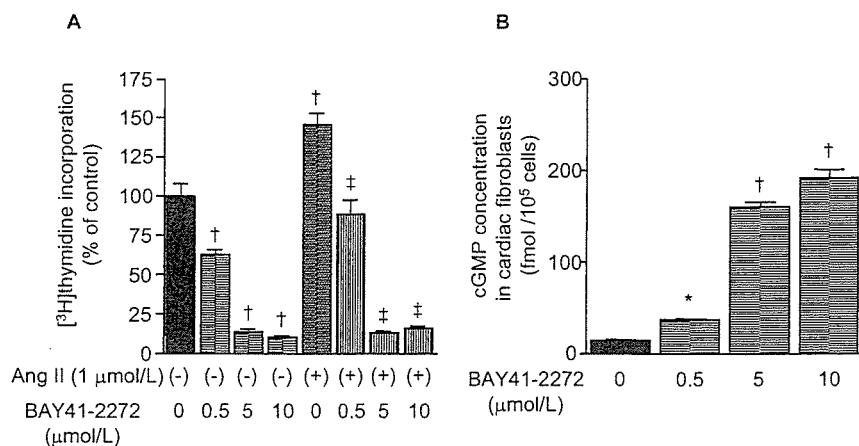 A
[³H]thymidine incorporation
(% of control)
175
150
125
100
75
50
25
0
†
†
†
†
‡
‡
‡
Ang II (1 μmol/L) (-) (-) (-) (-) (+) (+) (+) (+)
BAY41-2272 0 0.5 5 10 0 0.5 5 10
(μmol/L)
B
cGMP concentration
in cardiac fibroblasts
(fmol /10⁵ cells)
300
200
100
0
*
†
†
BAY41-2272 0 0.5 5 10
(μmol/L)